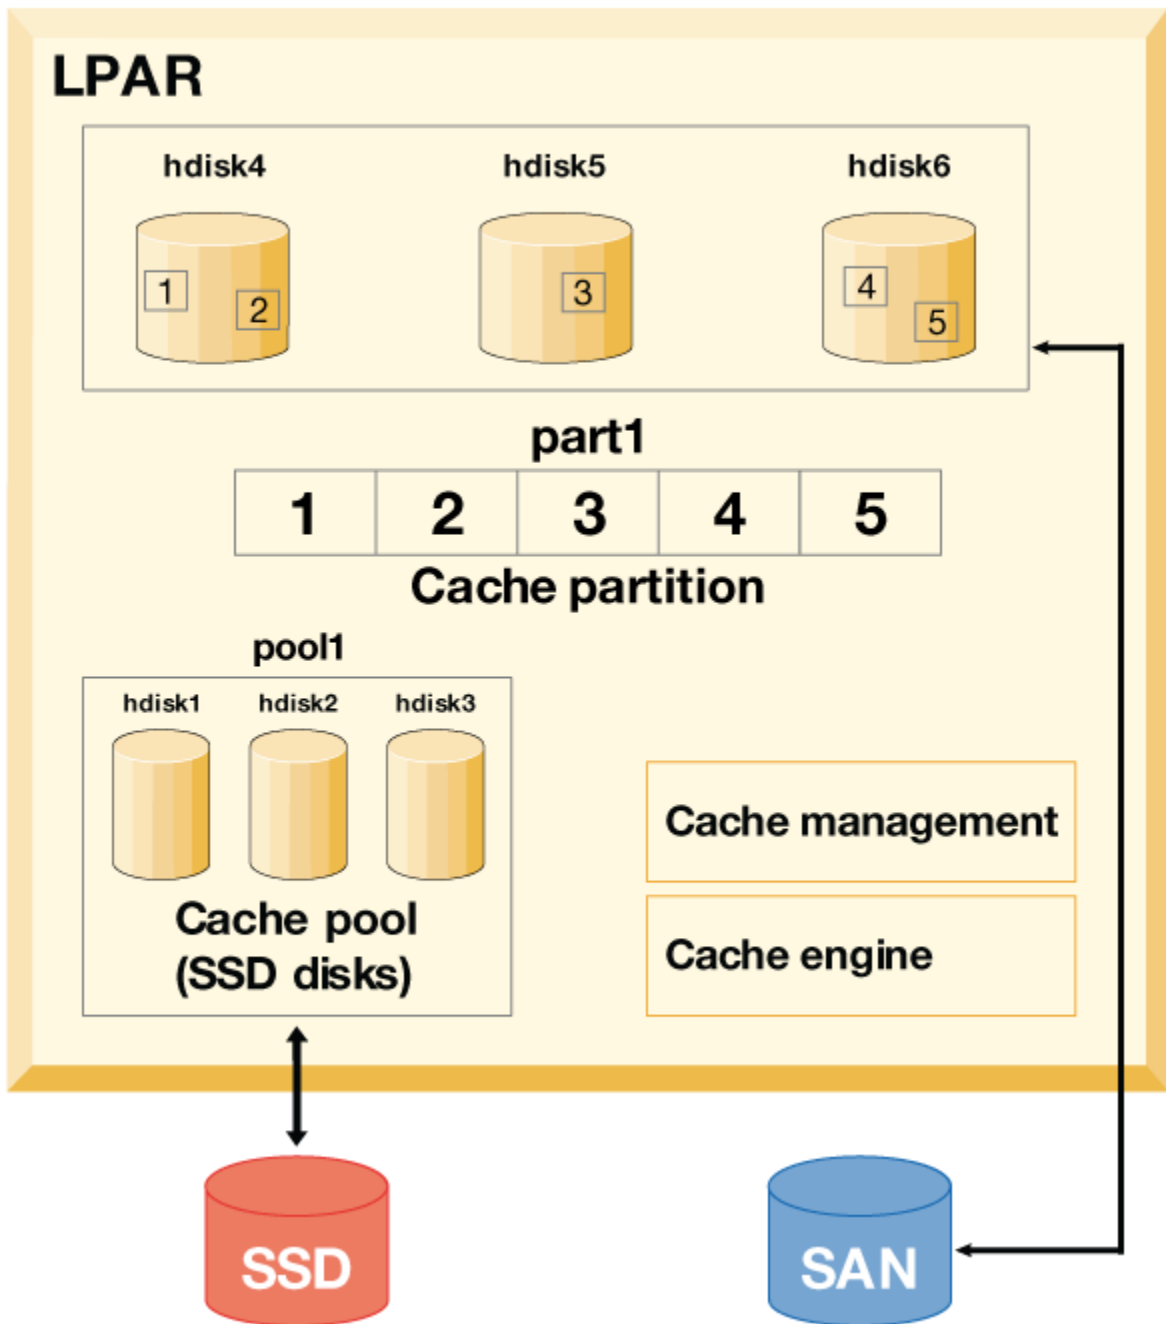 LPAR
hdisk4 hdisk5 hdisk6
1 2 3 4 5
part1
1 2 3 4 5
Cache partition
pool1
hdisk1 hdisk2 hdisk3
Cache management
Cache pool
(SSD disks)
Cache engine
SSD SAN